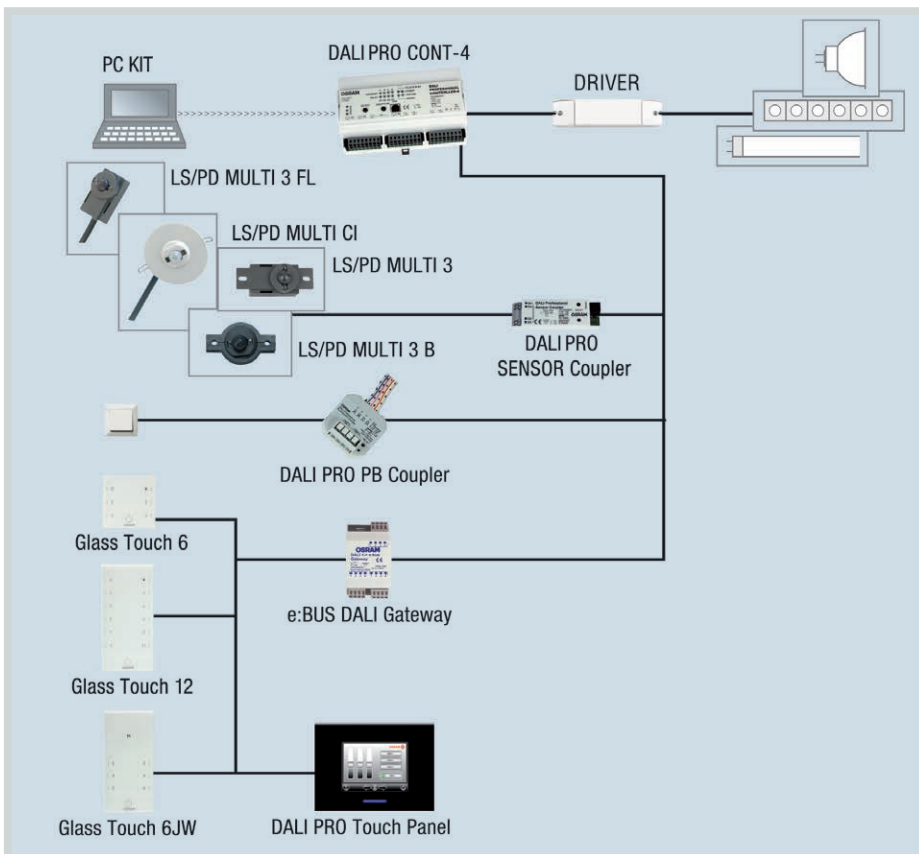 DALI PRO CONT-4
PC KIT
DRIVER
OSRAM
LS/PD MULTI 3 FL
LS/PD MULTI CI
LS/PD MULTI 3
LS/PD MULTI 3 B
DALI PRO
SENSOR Coupler
DALI PRO PB Coupler
Glass Touch 6
OSRAM
e:BUS DALI Gateway
Glass Touch 12
Glass Touch 6JW
DALI PRO Touch Panel